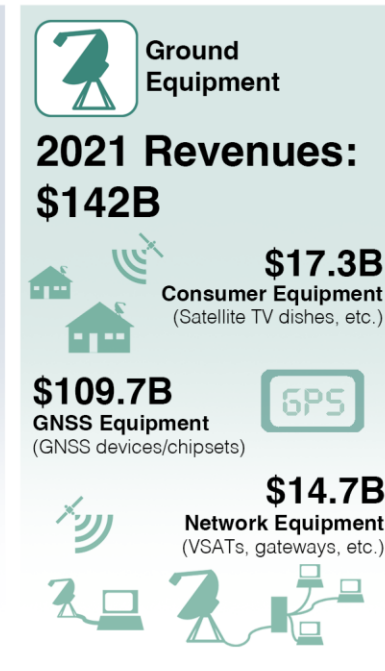 Ground
Equipment
2021 Revenues:
$142B
$17.3B
Consumer Equipment
(Satellite TV dishes, etc.)
$109.7B
GNSS Equipment
(GNSS devices/chipsets)
GPS
$14.7B
Network Equipment
(VSATs, gateways, etc.)